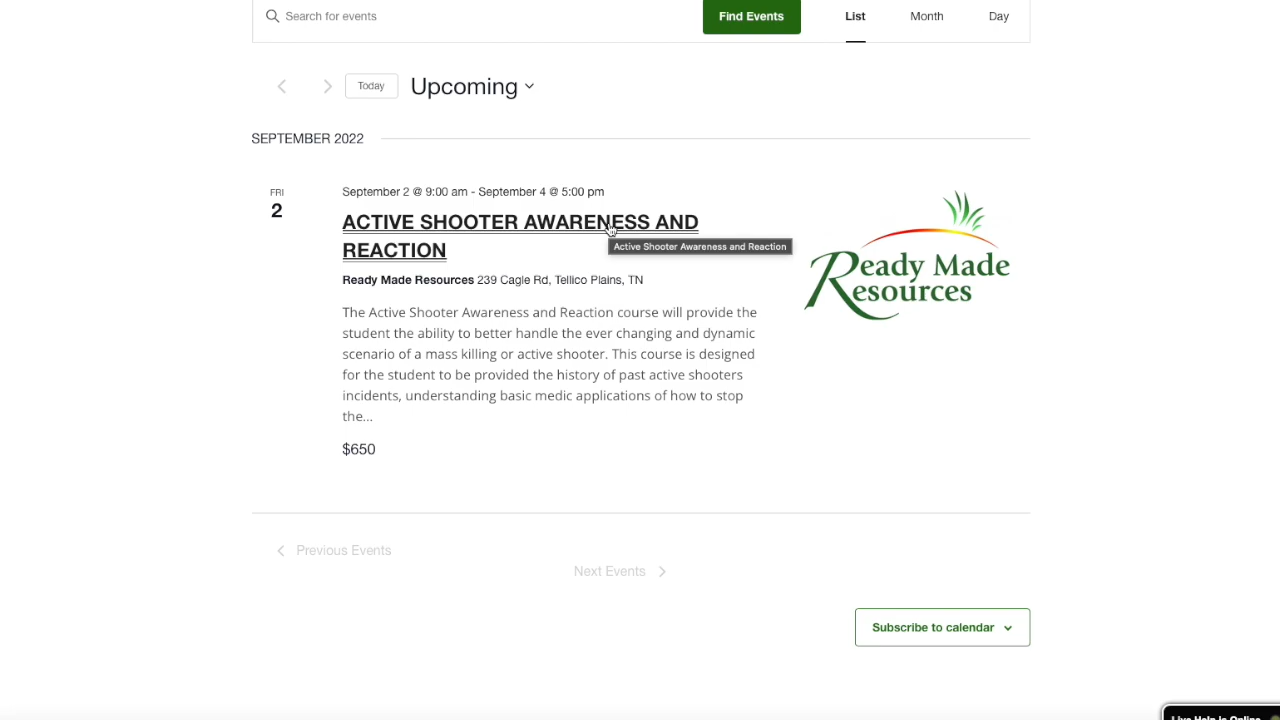 Search for events
Find Events
List
Month
Day
Today
Upcoming
SEPTEMBER 2022
FRI
2
September 2 @ 9:00 am - September 4 @ 5:00 pm
ACTIVE SHOOTER AWARENESS AND
REACTION
Active Shooter Awareness and Reaction
Ready Made Resources 239 Cagle Rd, Tellico Plains, TN
The Active Shooter Awareness and Reaction course will provide the
student the ability to better handle the ever changing and dynamic
scenario of a mass killing or active shooter. This course is designed
for the student to be provided the history of past active shooters
incidents, understanding basic medic applications of how to stop
the...
$650
Ready Made
Resources
Previous Events
Next Events
Subscribe to calendar
Live Help Is Online